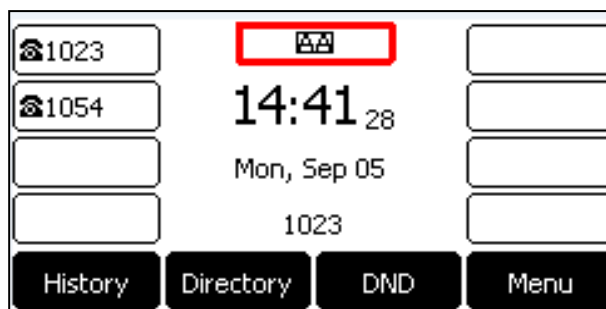 ☎1023
☎1054
14:41 28
Mon, Sep 05
1023
History Directory DND Menu